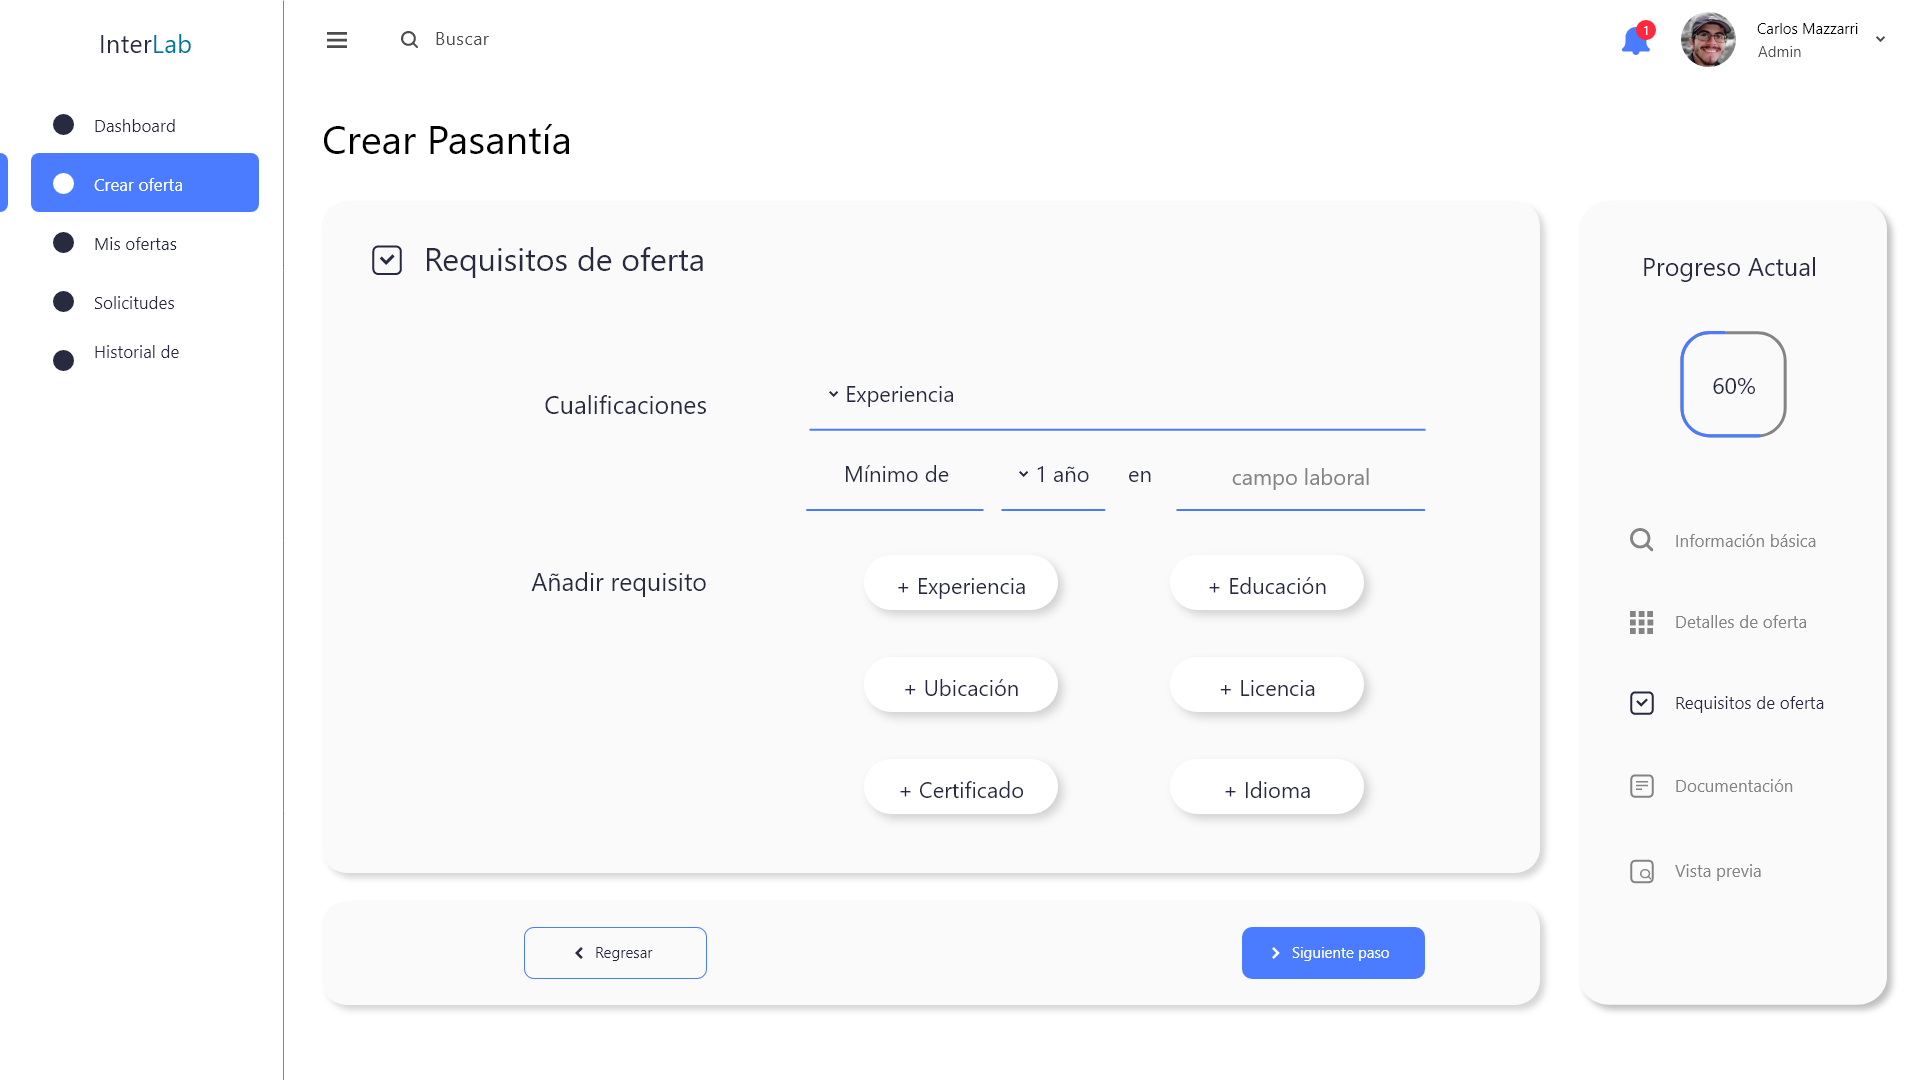 InterLab
Dashboard
Crear oferta
Mis ofertas
Solicitudes
Historial de
Buscar
1
Carlos Mazzarri
Admin
Crear Pasantía
Requisitos de oferta
Cualificaciones
Experiencia
Mínimo de 1 año en campo laboral
Añadir requisito
+ Experiencia
+ Educación
+ Ubicación
+ Licencia
+ Certificado
+ Idioma
Regresar
Siguiente paso
Progreso Actual
60%
Información básica
Detalles de oferta
Requisitos de oferta
Documentación
Vista previa